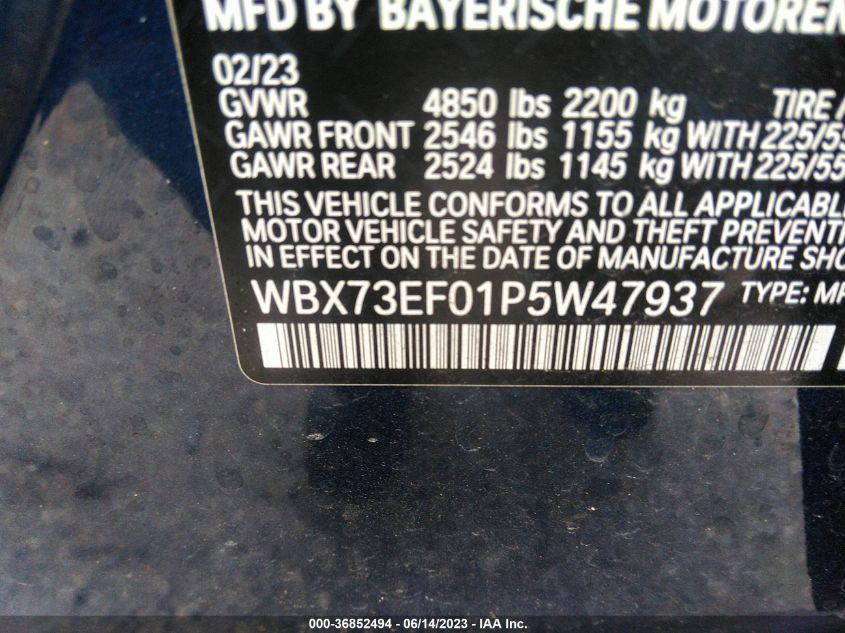 MFD BY BAYERISCHE MOTOREN
02/23
GVWR 4850 lbs 2200 kg TIRE /
GAWR FRONT 2546 lbs 1155 kg WITH 225/55
GAWR REAR 2524 lbs 1145 kg WITH 225/55
THIS VEHICLE CONFORMS TO ALL APPLICABLE
MOTOR VEHICLE SAFETY AND THEFT PREVENTI
IN EFFECT ON THE DATE OF MANUFACTURE SHO
WBX73EF01P5W47937 TYPE: MP
000-36852494 - 06/14/2023 - IAA Inc.